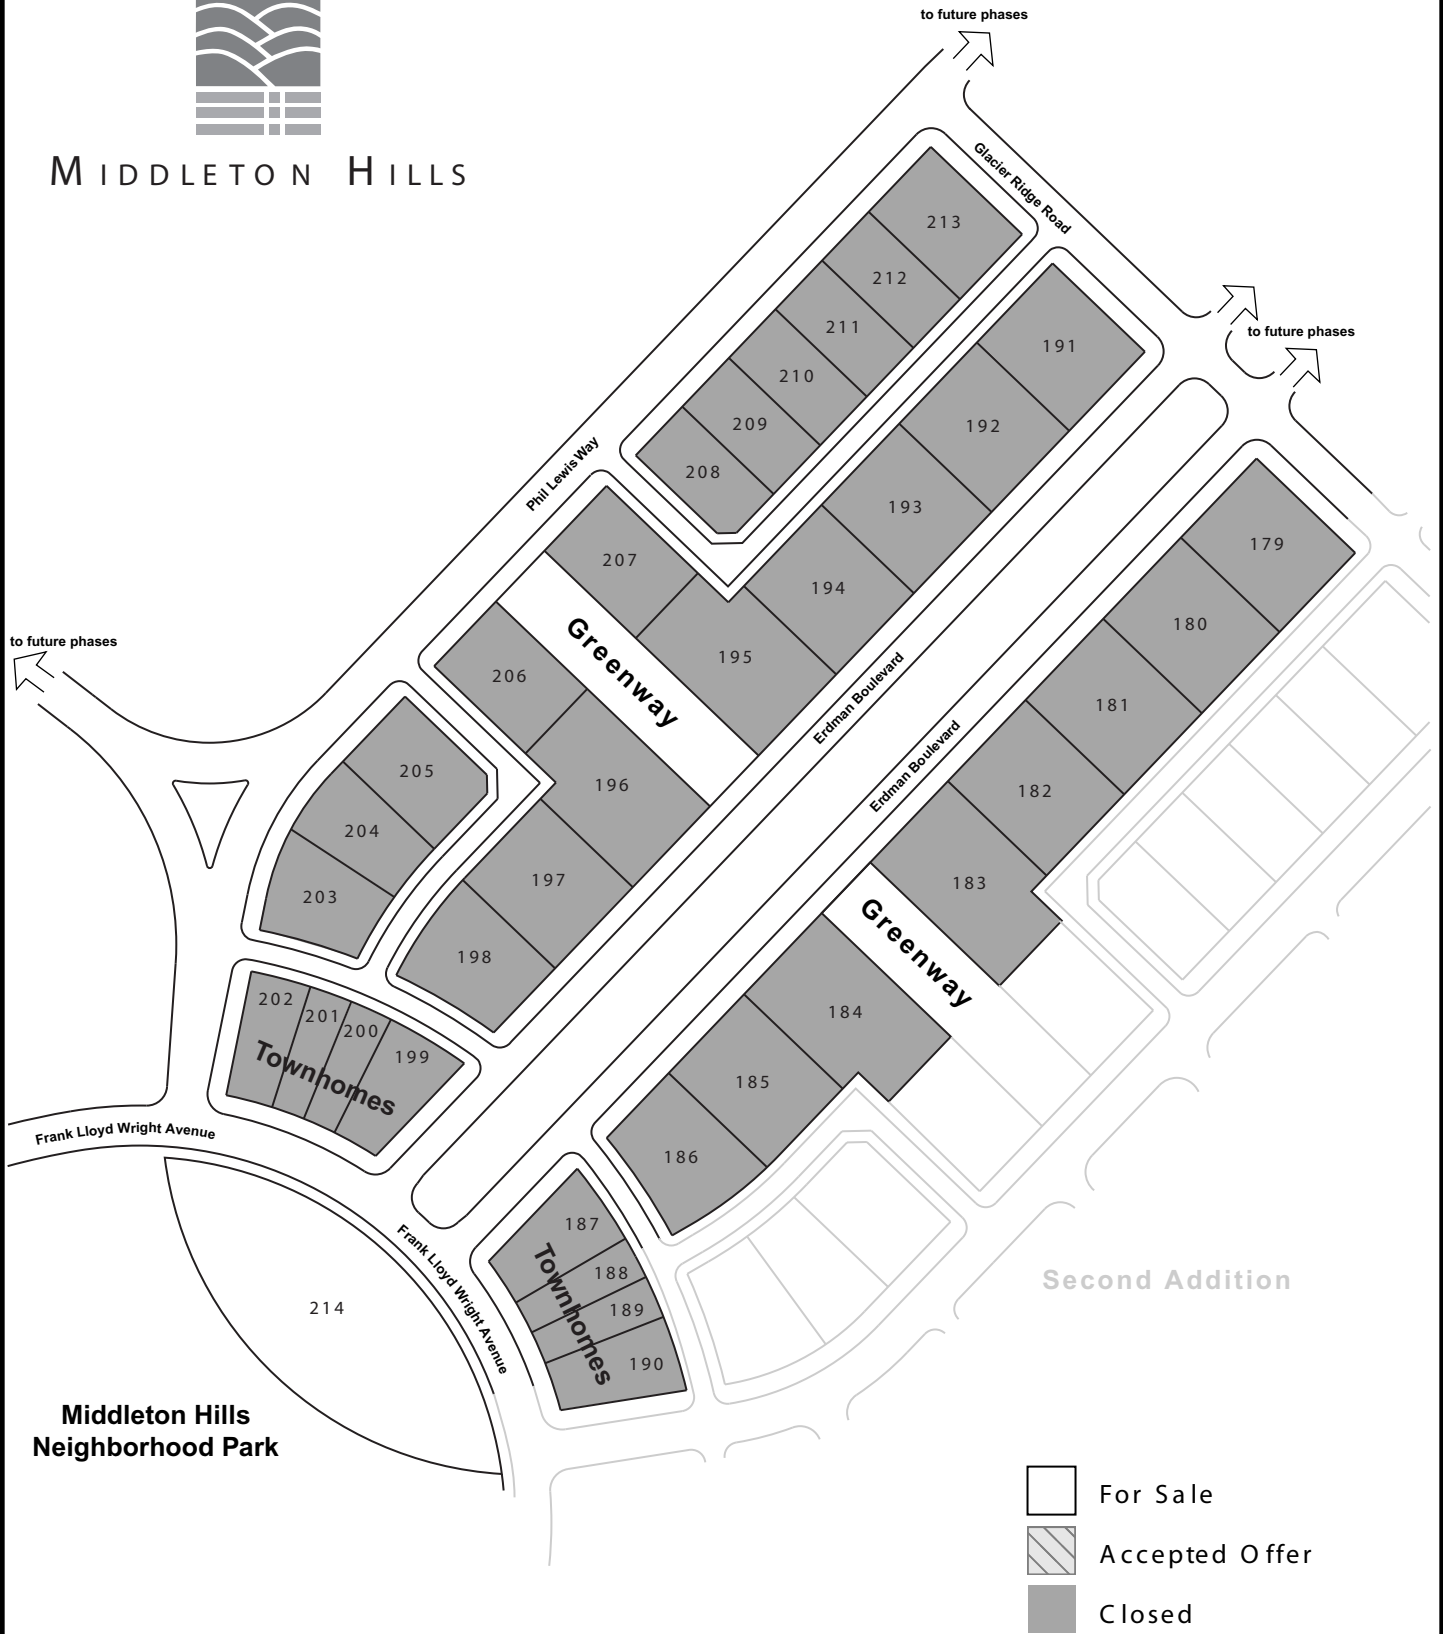 to future phases
MIDDLETON HILLS
Glacier Ridge Road
213
212
211
210
209
208
to future phases
191
192
193
194
195
Phil Lewis Way
207
Greenway
206
179
180
181
182
183
to future phases
Erdman Boulevard
Erdman Boulevard
205
204
203
196
197
198
Greenway
184
185
186
202
201
200
199
Townhomes
Frank Lloyd Wright Avenue
Frank Lloyd Wright Avenue
187
188
189
190
Townhomes
214
Second Addition
Middleton Hills
Neighborhood Park
For Sale
Accepted Offer
Closed